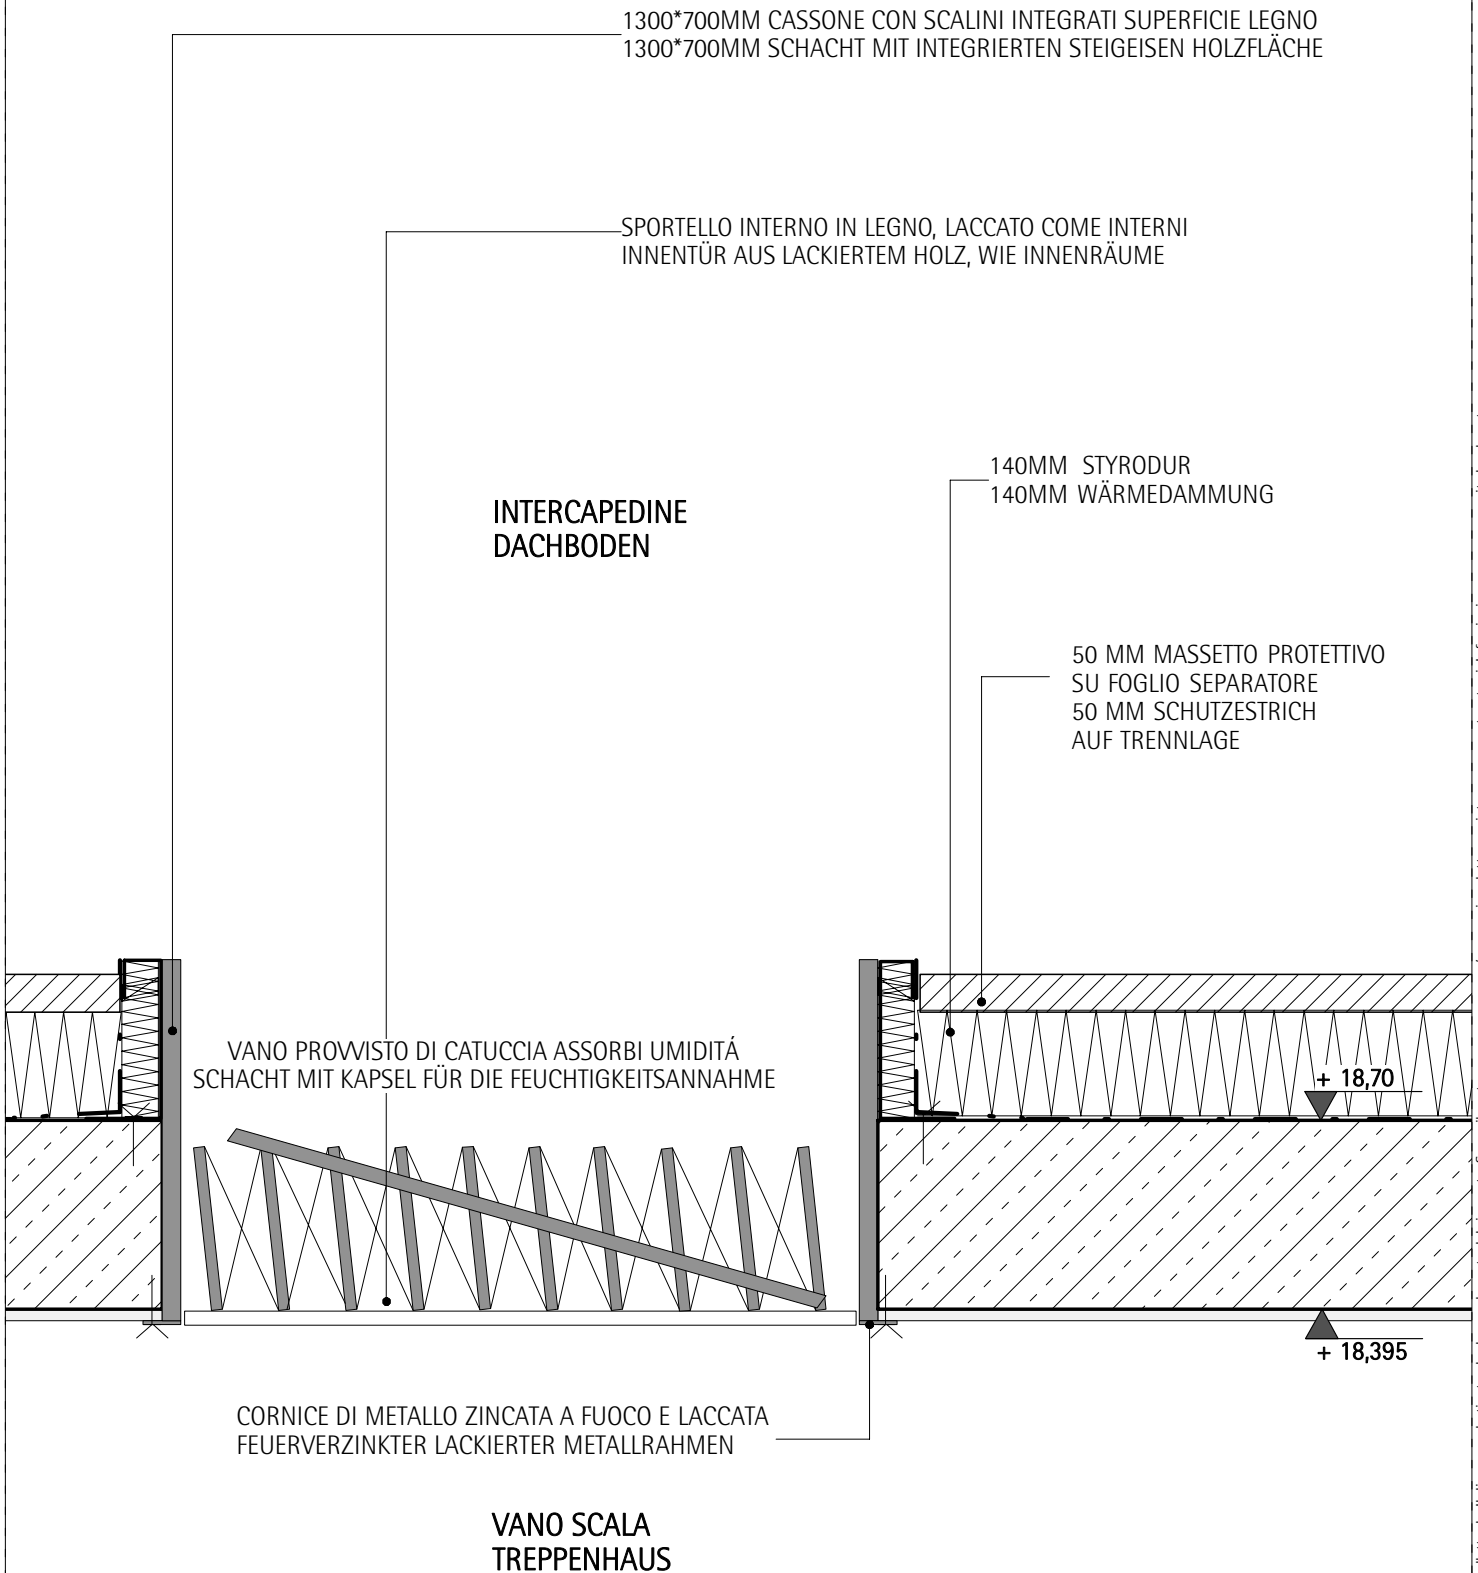 1300*700MM CASSONE CON SCALINI INTEGRATI SUPERFICIE LEGNO
1300*700MM SCHACHT MIT INTEGRIERTEN STEIGEISEN HOLZFLÄCHE
SPORTELLO INTERNO IN LEGNO, LACCATO COME INTERNI
INNENTÜR AUS LACKIERTEM HOLZ, WIE INNENRÄUME
140MM STYRODUR
140MM WÄRMEDAMMUNG
INTERCAPEDINE
DACHBODEN
50 MM MASSETTO PROTETTIVO
SU FOGLIO SEPARATORE
50 MM SCHUTZESTRICH
AUF TRENNLAGE
VANO PROVVISTO DI CATUCCIA ASSORBI UMIDITÁ
SCHACHT MIT KAPSEL FÜR DIE FEUCHTIGKEITSANNAHME
+ 18,70
+ 18,395
CORNICE DI METALLO ZINCATA A FUOCO E LACCATA
FEUERVERZINKTER LACKIERTER METALLRAHMEN
VANO SCALA
TREPPENHAUS